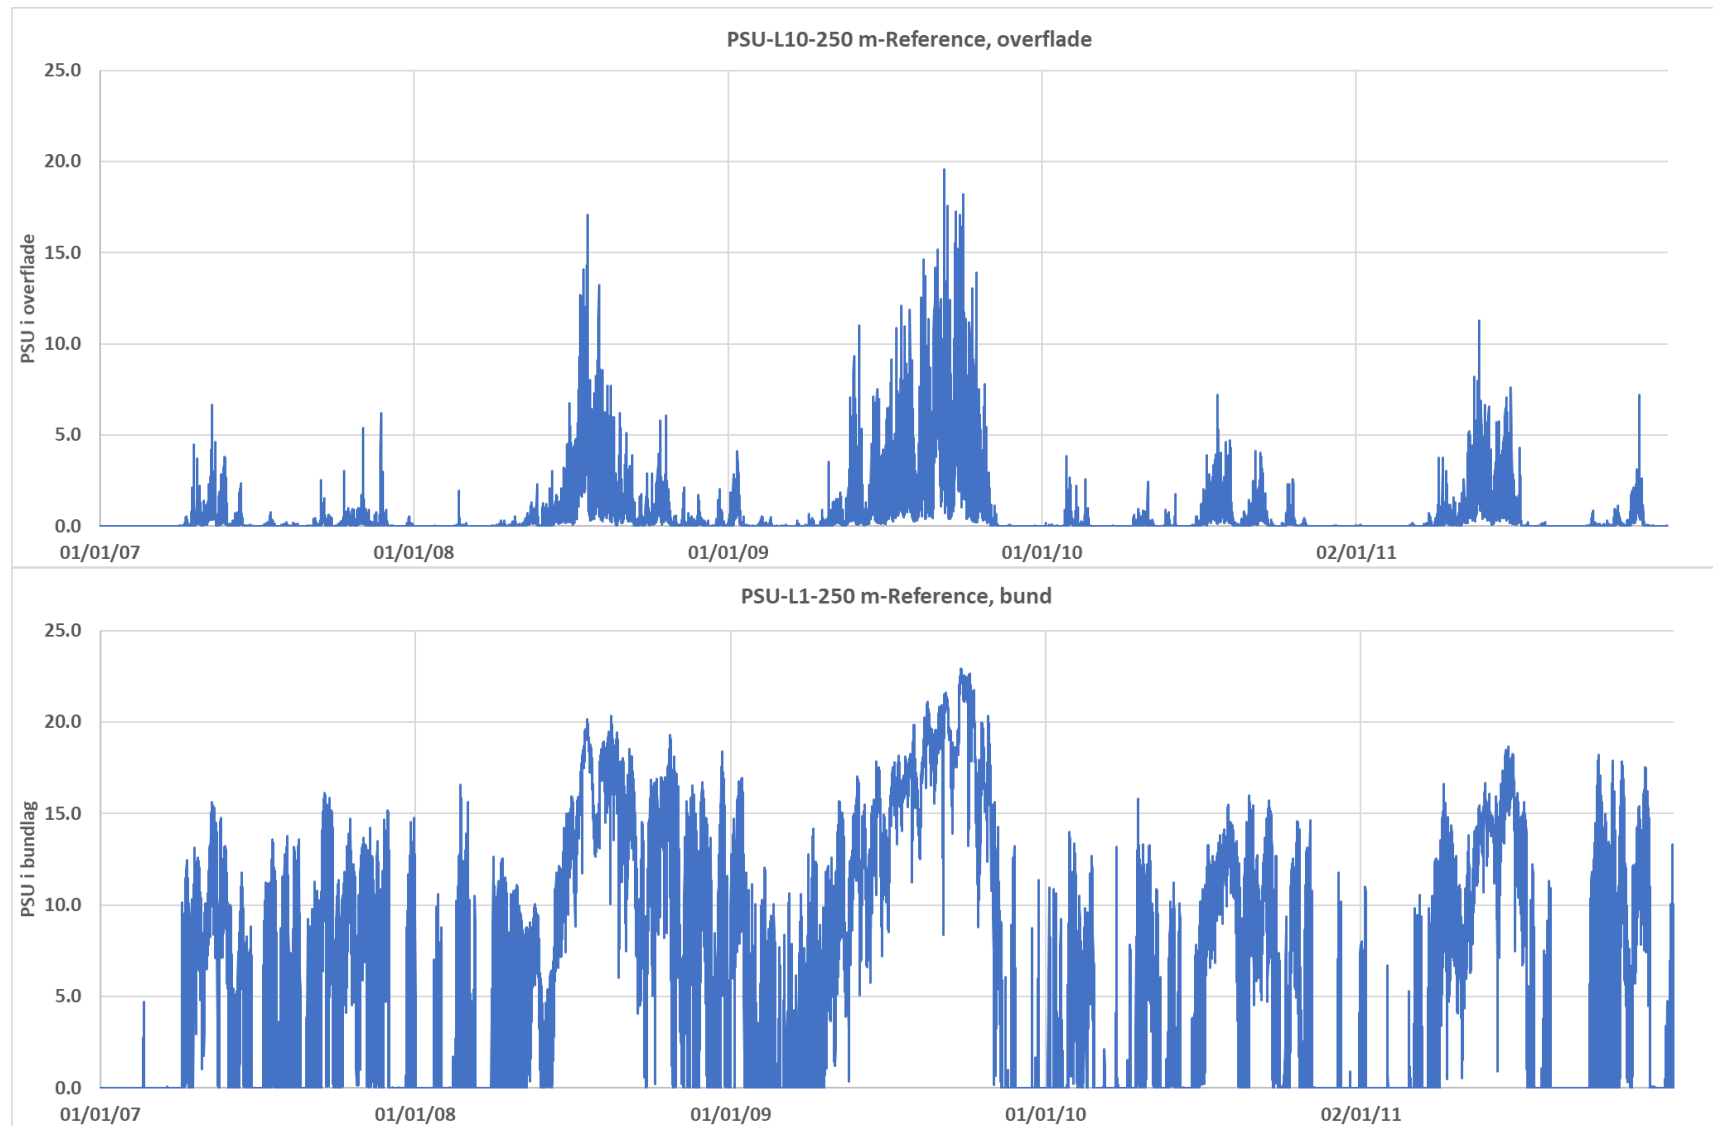 PSU-L10-250 m-Reference, overflade
25.0
20.0
15.0
10.0
5.0
0.0
PSU i overflade
01/01/07 01/01/08 01/01/09 01/01/10 02/01/11
PSU-L1-250 m-Reference, bund
25.0
20.0
15.0
10.0
5.0
0.0
PSU i bundlag
01/01/07 01/01/08 01/01/09 01/01/10 02/01/11